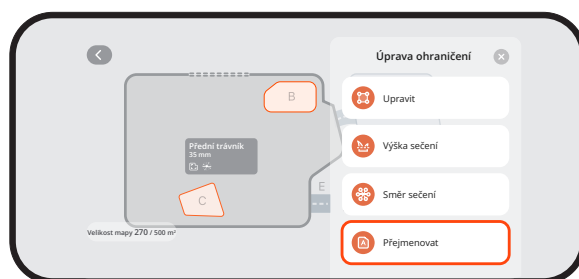 Úprava ohraničení
B
Upravit
Přední trávník
35 mm
Výška sečení
E
C
Směr sečení
Velikost mapy 270 / 500 m²
Přejmenovat
A